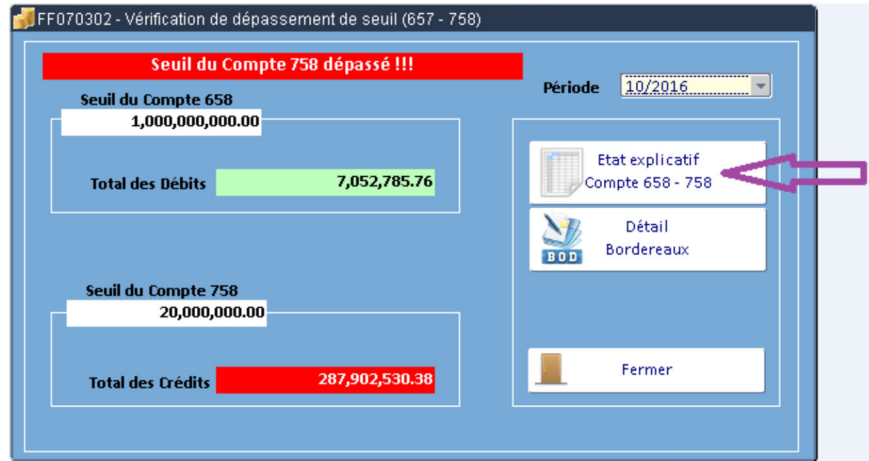 FF070302 - Vérification de dépassement de seuil (657 - 758)
Seuil du Compte 758 dépassé !!!
Période 10/2016
Seuil du Compte 658
1,000,000,000.00
Total des Débits 7,052,785.76
Etat explicatif
Compte 658 - 758
BOD
Détail
Bordereaux
Seuil du Compte 758
20,000,000.00
Total des Crédits 287,902,530.38
Fermer